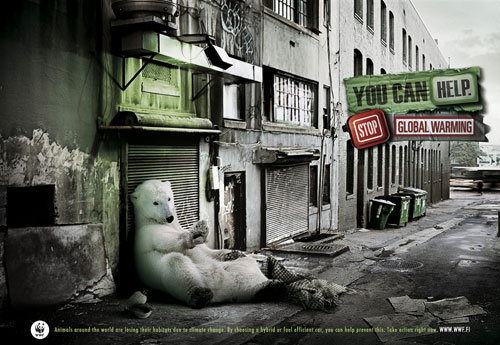 YOU CAN HELP.
STOP GLOBAL WARMING
WWF
Animals around the world are losing their habitats due to climate change. By choosing a hybrid or fuel efficient car, you can help prevent this. Take action right now. WWW.WWF.FI